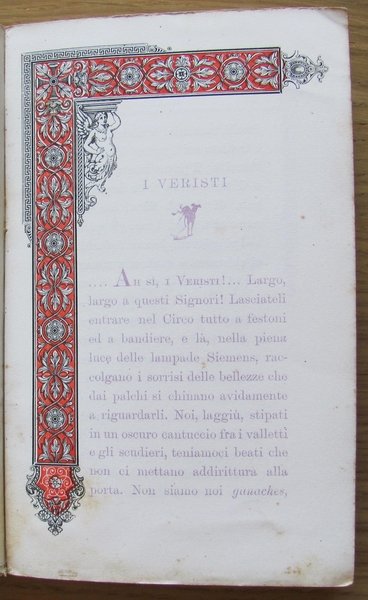 I VERISTI
.... AH SI, I VERISTI!... Largo,
largo a questi Signori! Lasciateli
entrare nel Circo tutto a festoni
ed a bandiere, e là, nella piena
luce delle lampade Siemens, rac-
colgano i sorrisi delle bellezze che
dai palchi si chinano avidamente
a riguardarli. Noi, laggiù, stipati
in un oscuro cantuccio fra i valletti
e gli scudieri, teniamoci beati che
non ci mettano addirittura alla
porta. Non siamo noi ganaches,